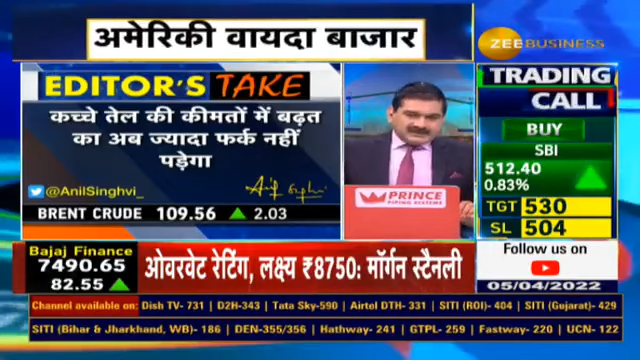 अमेरिकी वायदा बाजार
ZEE BUSINESS
EDITOR'S TAKE
कच्चे तेल की कीमतों में बढ़त
का अब ज्यादा फर्क नहीं
पड़ेगा
@AnilSinghvi_
BRENT CRUDE 109.56 2.03
PRINCE
PIPING SYSTEMS
TRADING
CALL
BUY
SBI
512.40
0.83%
TGT 530
SL 504
Bajaj Finance
7490.65
82.55
ओवरवेट रेटिंग, लक्ष्य ₹8750: मॉर्गन स्टैनली
Follow us on
05/04/2022
Channel available on: Dish TV- 731 | D2H-343 | Tata Sky-590 | Airtel DTH- 331 | SITI (ROI)- 404 | SITI (Gujarat)- 429
SITI (Bihar & Jharkhand, WB)- 186 | DEN-355/356 | Hathway- 241 | GTPL- 259 | Fastway- 220 | UCN- 122